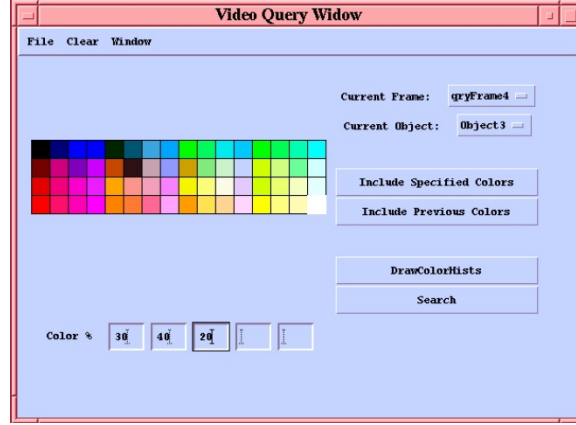 Video Query Widow
File Clear Window
Current Frame: qryFrame4
Current Object: Object3
Include Specified Colors
Include Previous Colors
DrawColorHists
Search
Color % 30 40 20